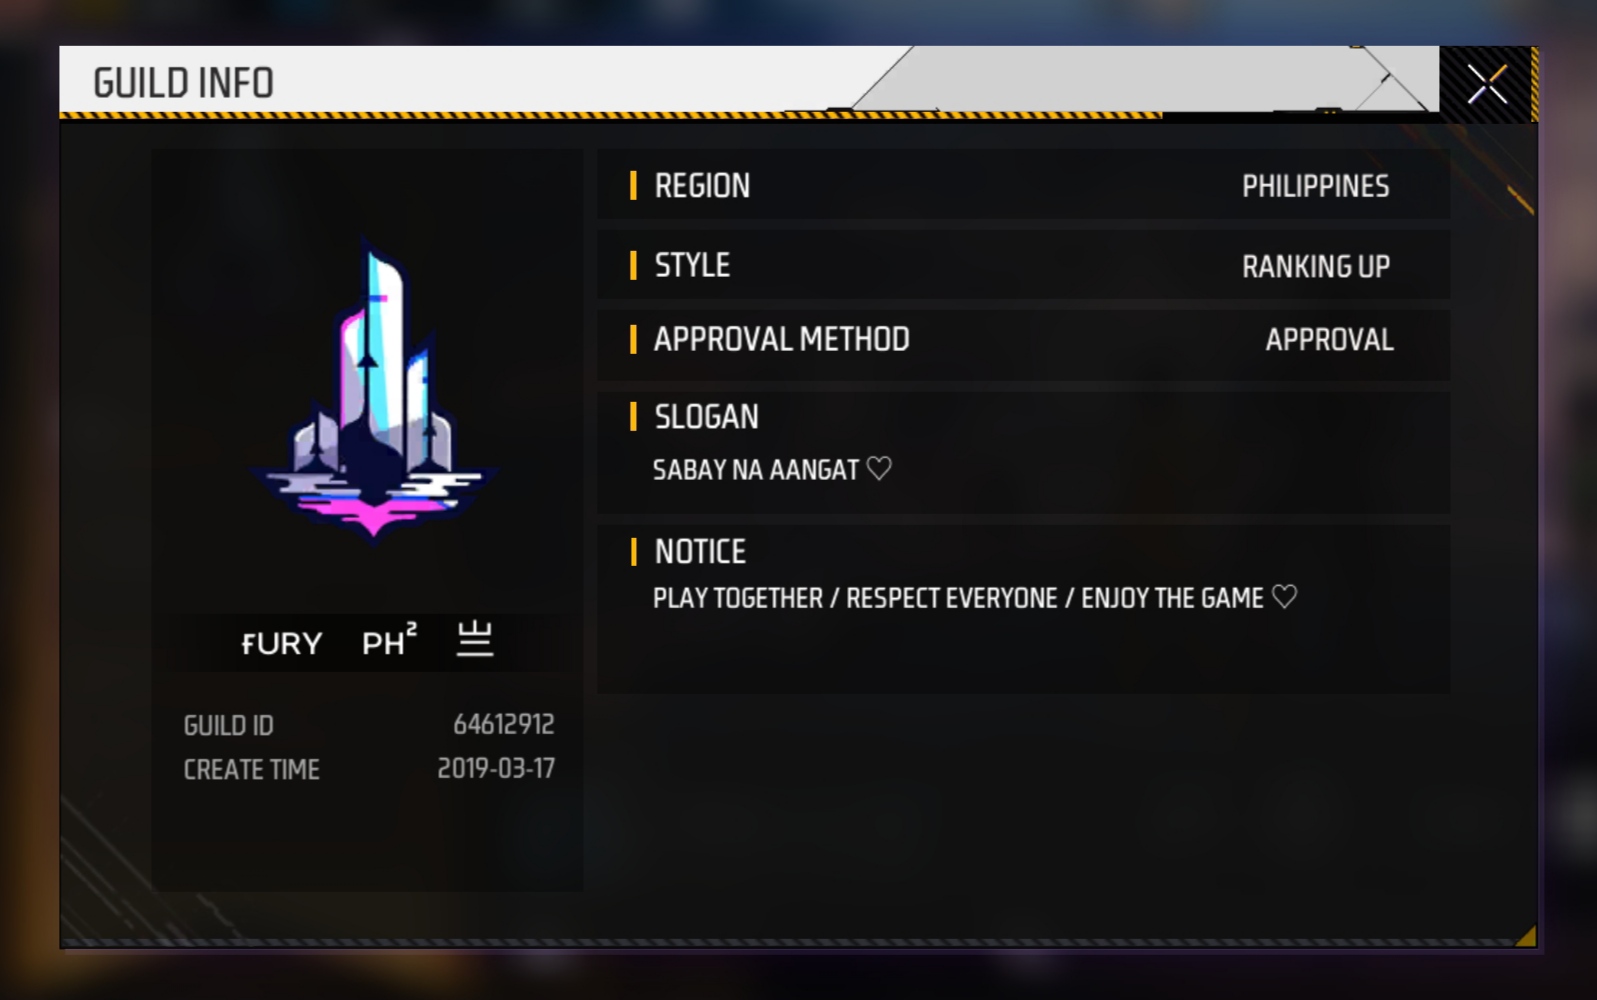 GUILD INFO
REGION PHILIPPINES
STYLE RANKING UP
APPROVAL METHOD APPROVAL
SLOGAN
SABAY NA AANGAT ♡
NOTICE
PLAY TOGETHER / RESPECT EVERYONE / ENJOY THE GAME ♡
ғURY PH²
GUILD ID 64612912
CREATE TIME 2019-03-17